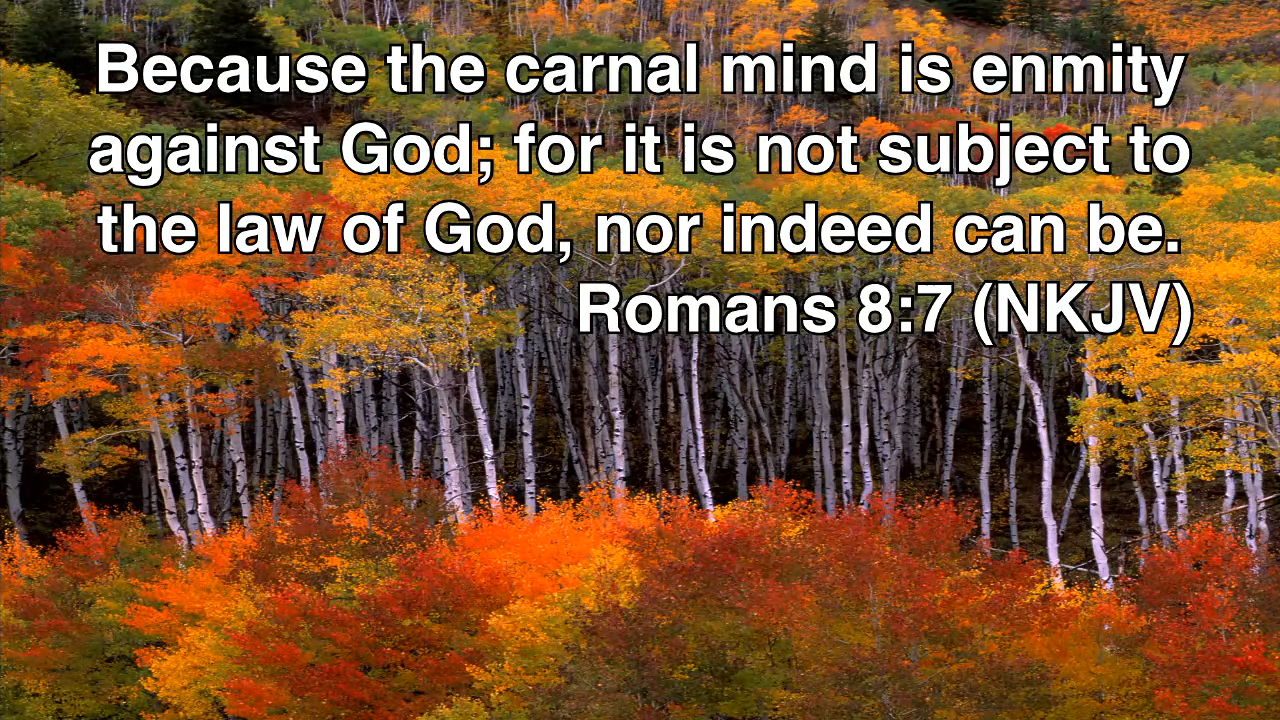 Because the carnal mind is enmity
against God; for it is not subject to
the law of God, nor indeed can be.
Romans 8:7 (NKJV)